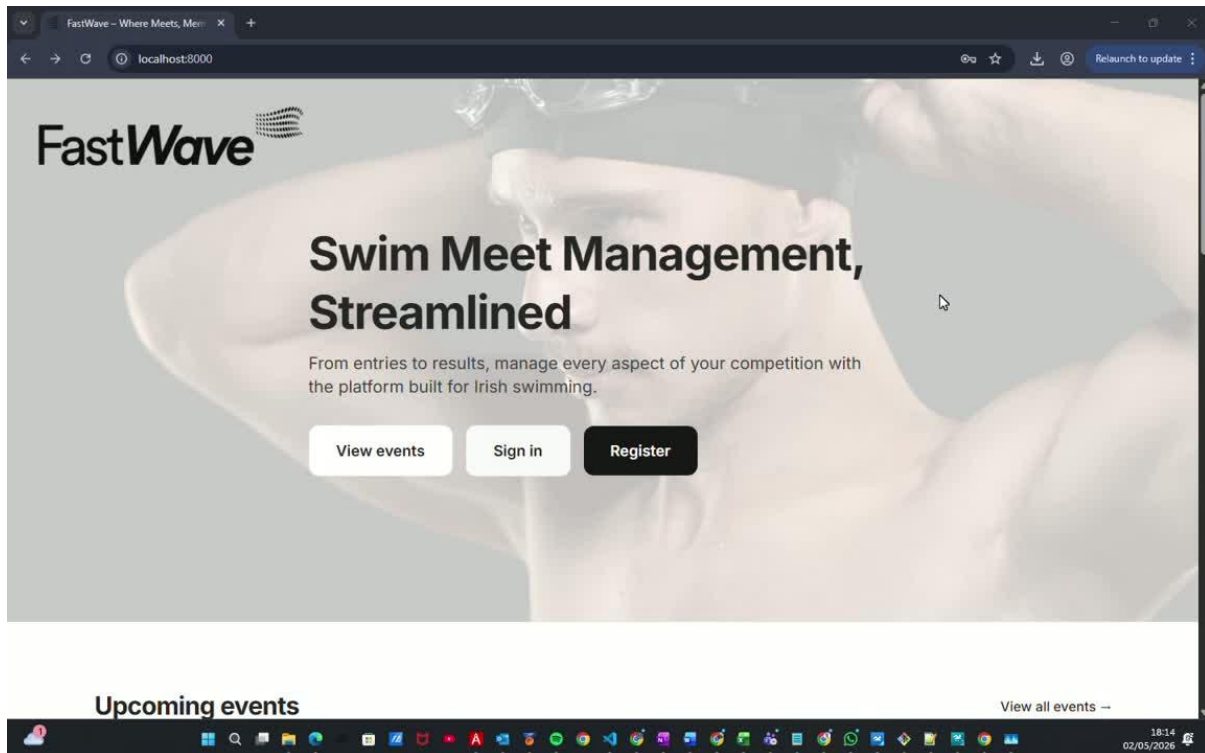 FastWave – Where Meets, Mem
localhost:8000
Relaunch to update
FastWave
Swim Meet Management,
Streamlined
From entries to results, manage every aspect of your competition with
the platform built for Irish swimming.
View events
Sign in
Register
Upcoming events
View all events →
1
18:14
02/05/2026